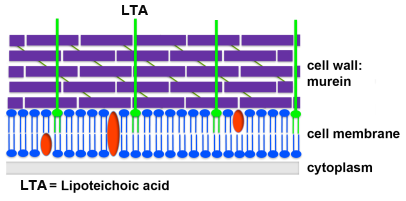 LTA
cell wall:
murein
cell membrane
cytoplasm
LTA = Lipoteichoic acid